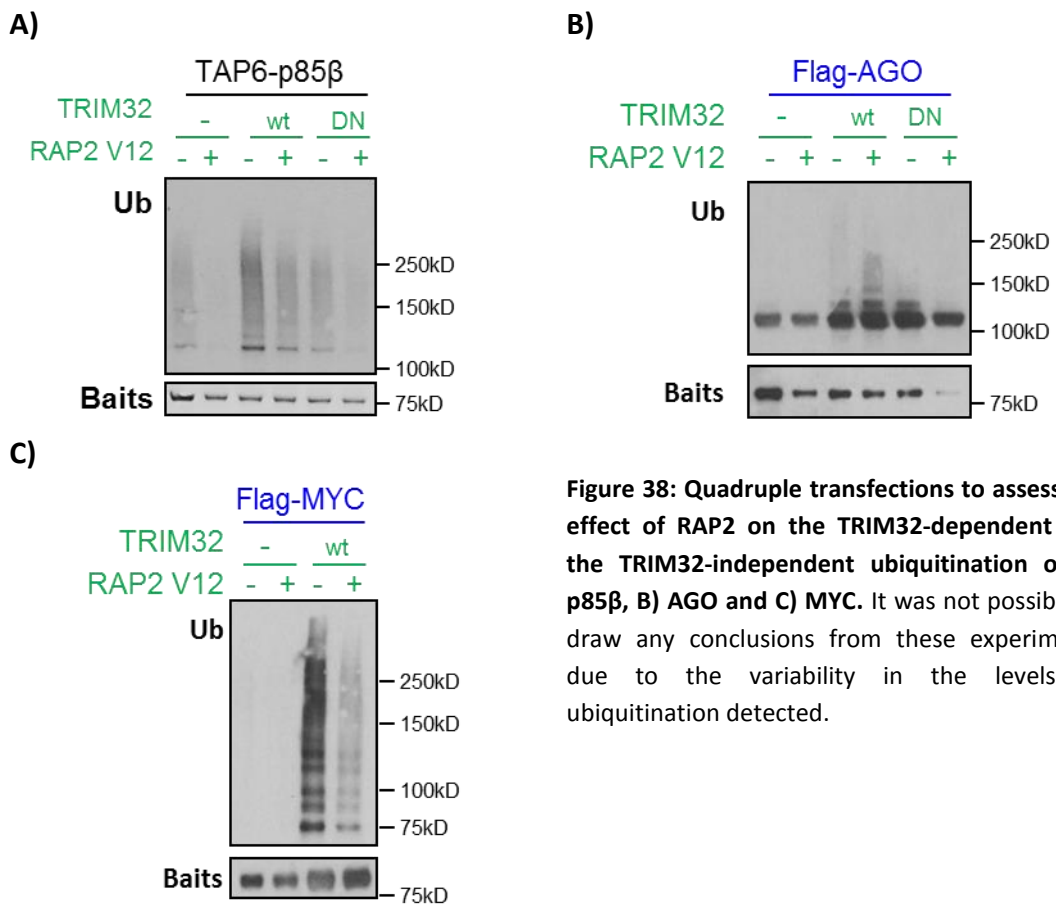 A)
TAP6-p85β
TRIM32 - wt DN
RAP2 V12 - + - + - +
Ub
250kD
150kD
100kD
Baits
75kD
B)
Flag-AGO
TRIM32 - wt DN
RAP2 V12 - + - + - +
Ub
250kD
150kD
100kD
Baits
75kD
C)
Flag-MYC
TRIM32 - wt
RAP2 V12 - + - +
Ub
250kD
150kD
100kD
75kD
Baits
75kD
Figure 38: Quadruple transfections to assess
effect of RAP2 on the TRIM32-dependent
the TRIM32-independent ubiquitination o
p85β, B) AGO and C) MYC. It was not possib
draw any conclusions from these experim
due to the variability in the levels
ubiquitination detected.